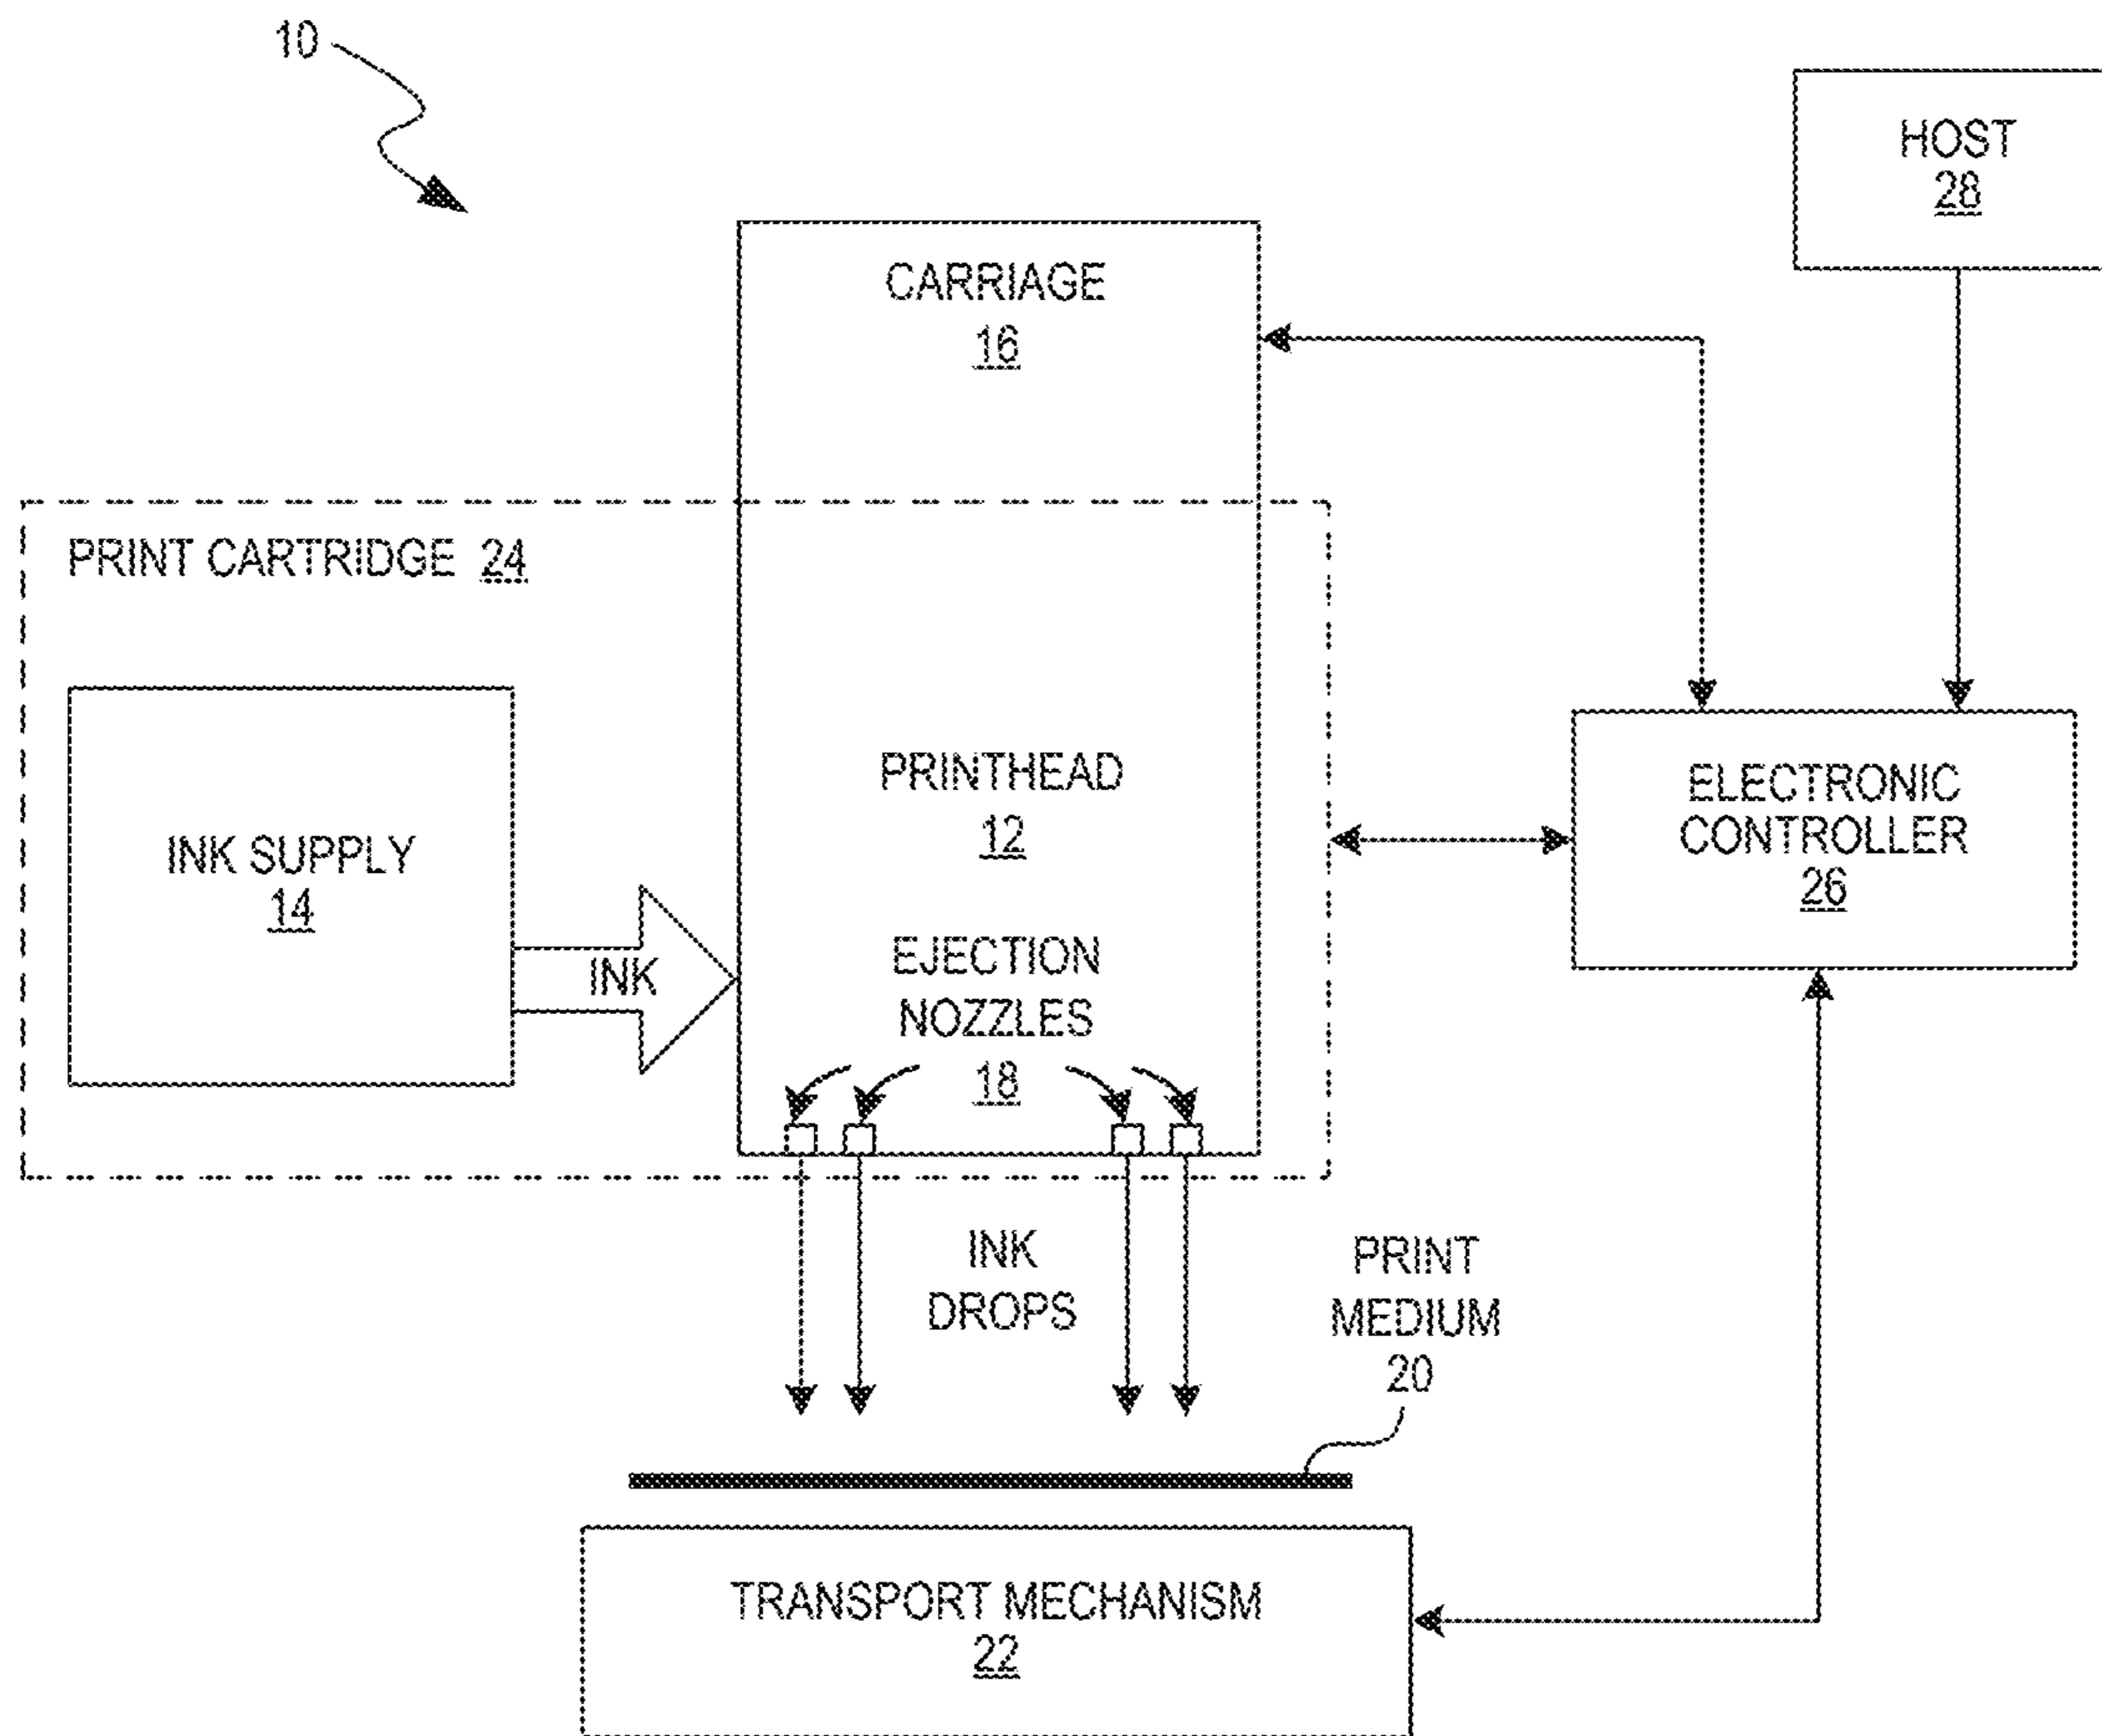 10
HOST
28
CARRIAGE
16
PRINT CARTRIDGE 24
PRINTHEAD
12
ELECTRONIC
CONTROLLER
26
INK SUPPLY
14
INK
EJECTION
NOZZLES
18
INK
DROPS
PRINT
MEDIUM
20
TRANSPORT MECHANISM
22